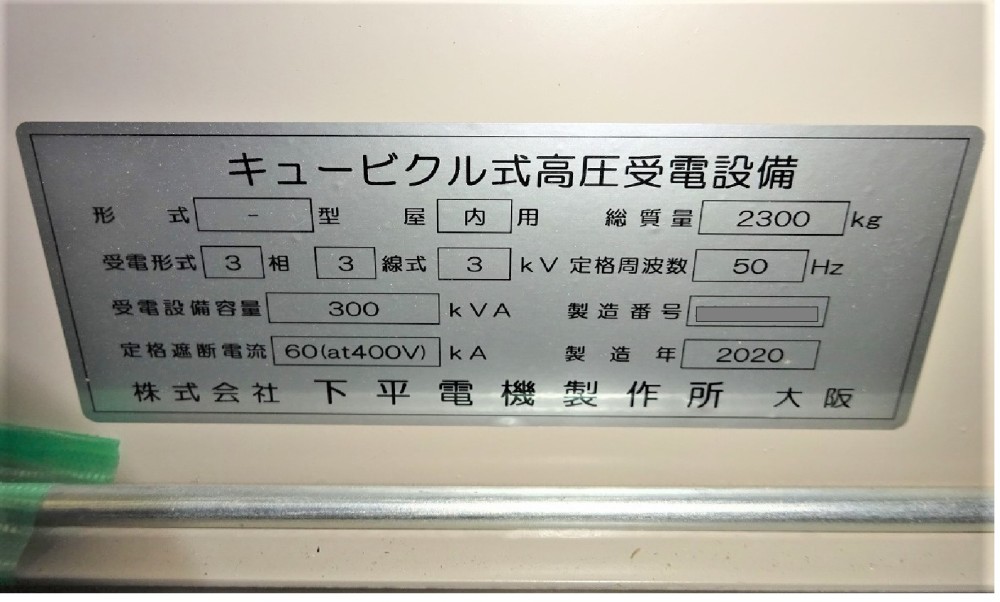 キュービクル式高圧受電設備
形式 - 型 屋 内 用 総質量 2300 kg
受電形式 3 相 3 線式 3 kV 定格周波数 50 Hz
受電設備容量 300 kVA 製造番号
定格遮断電流 60(at400V) kA 製造年 2020
株式会社 下平電機製作所 大阪